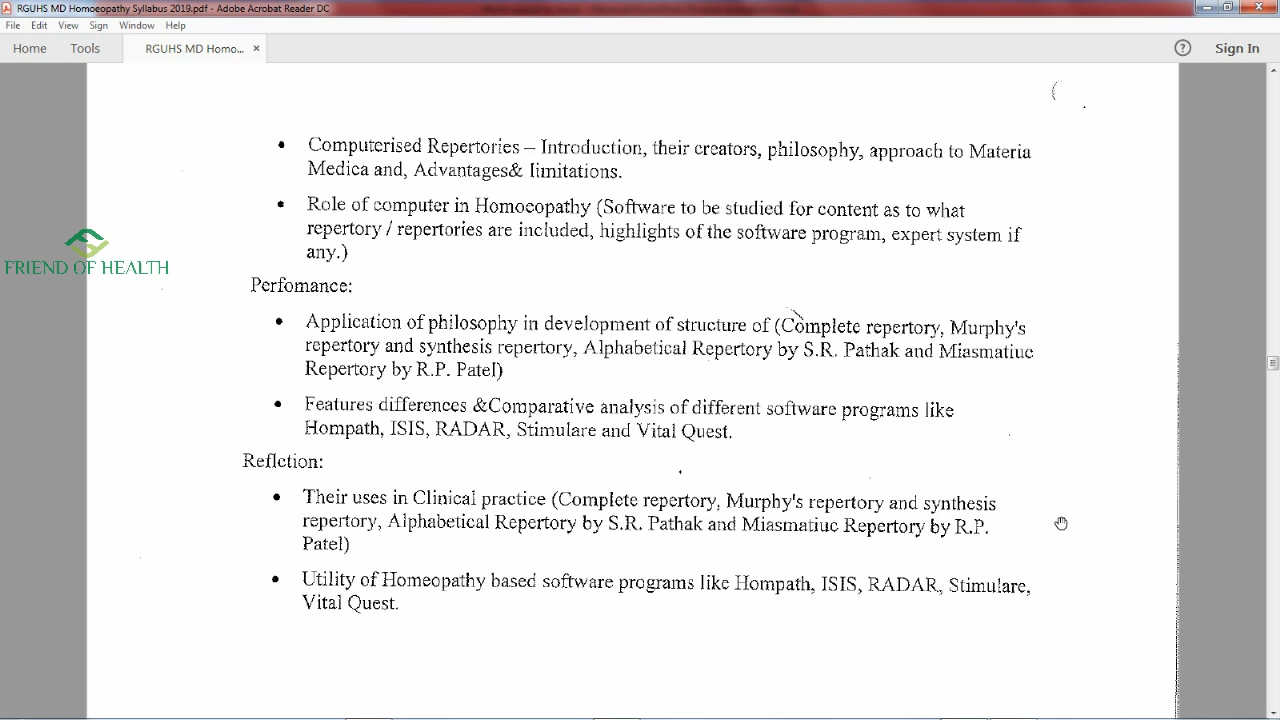 RGUHS MD Homoeopathy Syllabus 2019.pdf - Adobe Acrobat Reader DC
File Edit View Sign Window Help
Home Tools RGUHS MD Homo... × ? Sign In
• Computerised Repertories – Introduction, their creators, philosophy, approach to Materia
Medica and, Advantages& limitations.
• Role of computer in Homoeopathy (Software to be studied for content as to what
repertory / repertories are included, highlights of the software program, expert system if
any.)
FRIEND OF HEALTH
Perfomance:
• Application of philosophy in development of structure of (Complete repertory, Murphy's
repertory and synthesis repertory, Alphabetical Repertory by S.R. Pathak and Miasmatiuc
Repertory by R.P. Patel)
• Features differences &Comparative analysis of different software programs like
Hompath, ISIS, RADAR, Stimulare and Vital Quest.
Reflction:
• Their uses in Clinical practice (Complete repertory, Murphy's repertory and synthesis
repertory, Alphabetical Repertory by S.R. Pathak and Miasmatiuc Repertory by R.P.
Patel)
• Utility of Homeopathy based software programs like Hompath, ISIS, RADAR, Stimulare,
Vital Quest.